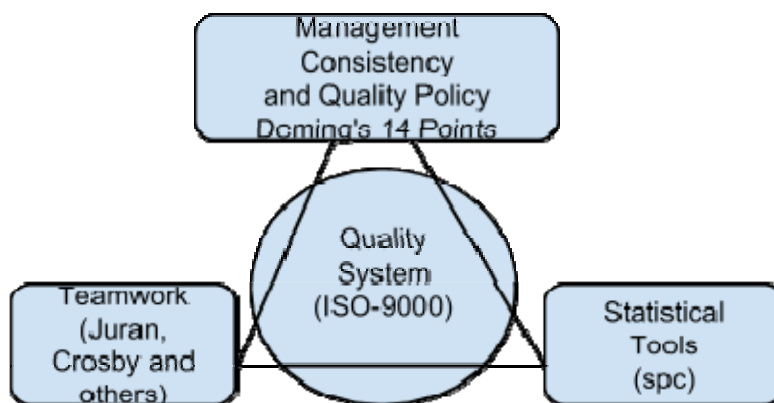 Management
Consistency
and Quality Policy
Doming's 14 Points
Quality
System
(ISO-9000)
Teamwork
(Juran,
Crosby and
others)
Statistical
Tools
(spc)